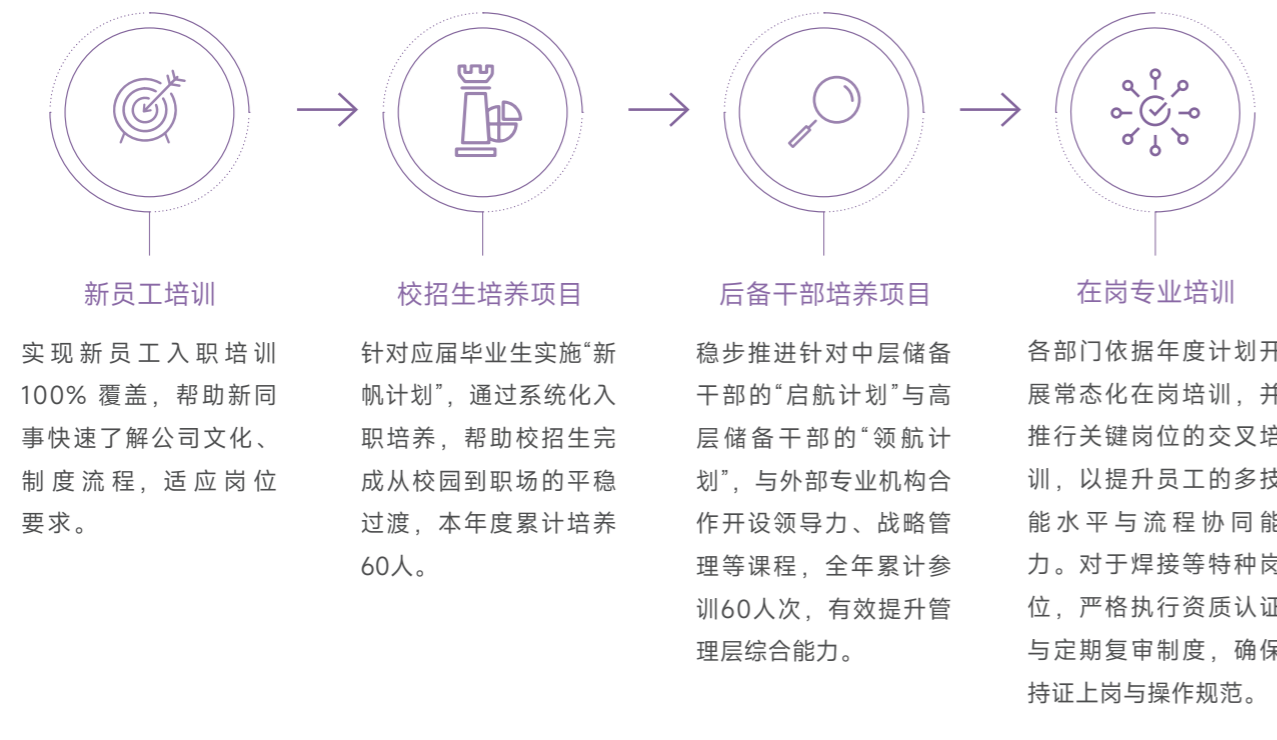 新员工培训
实现新员工入职培训
100% 覆盖，帮助新同
事快速了解公司文化、
制度流程，适应岗位
要求。
校招生培养项目
针对应届毕业生实施“新
帆计划”，通过系统化入
职培养，帮助校招生完
成从校园到职场的平稳
过渡，本年度累计培养
60人。
后备干部培养项目
稳步推进针对中层储备
干部的“启航计划”与高
层储备干部的“领航计
划”，与外部专业机构合
作开设领导力、战略管
理等课程，全年累计参
训60人次，有效提升管
理层综合能力。
在岗专业培训
各部门依据年度计划开
展常态化在岗培训，并
推行关键岗位的交叉培
训，以提升员工的多技
能水平与流程协同能
力。对于焊接等特种岗
位，严格执行资质认证
与定期复审制度，确保
持证上岗与操作规范。